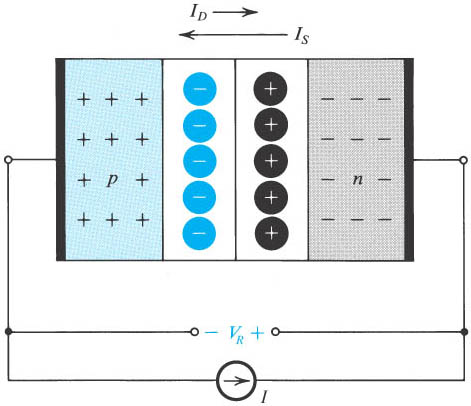 I_D →
← I_S
− + + + + − − −
− + + + + − − −
+ p + − + − n −
− + + + + − − −
−
+
− V_R +
I